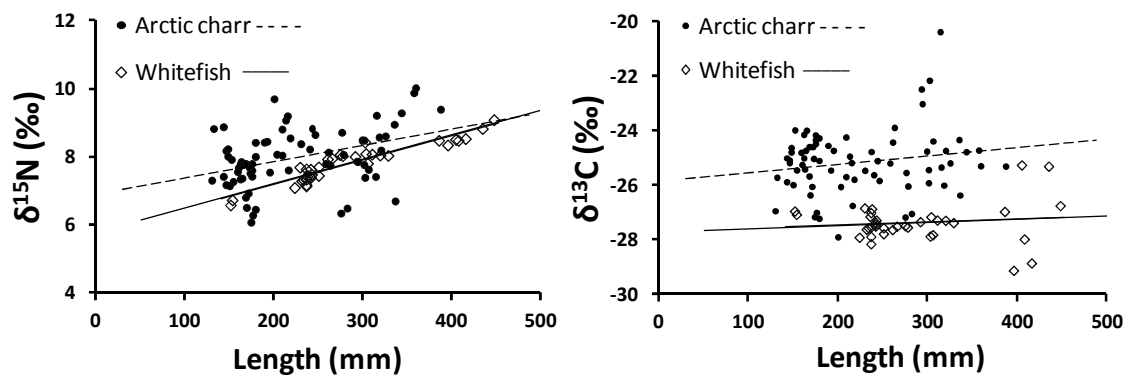 12
10
8
6
4
δ15N (‰)
Arctic charr
Whitefish
0 100 200 300 400 500
Length (mm)
-20
-22
-24
-26
-28
-30
δ13C (‰)
Arctic charr
Whitefish
0 100 200 300 400 500
Length (mm)